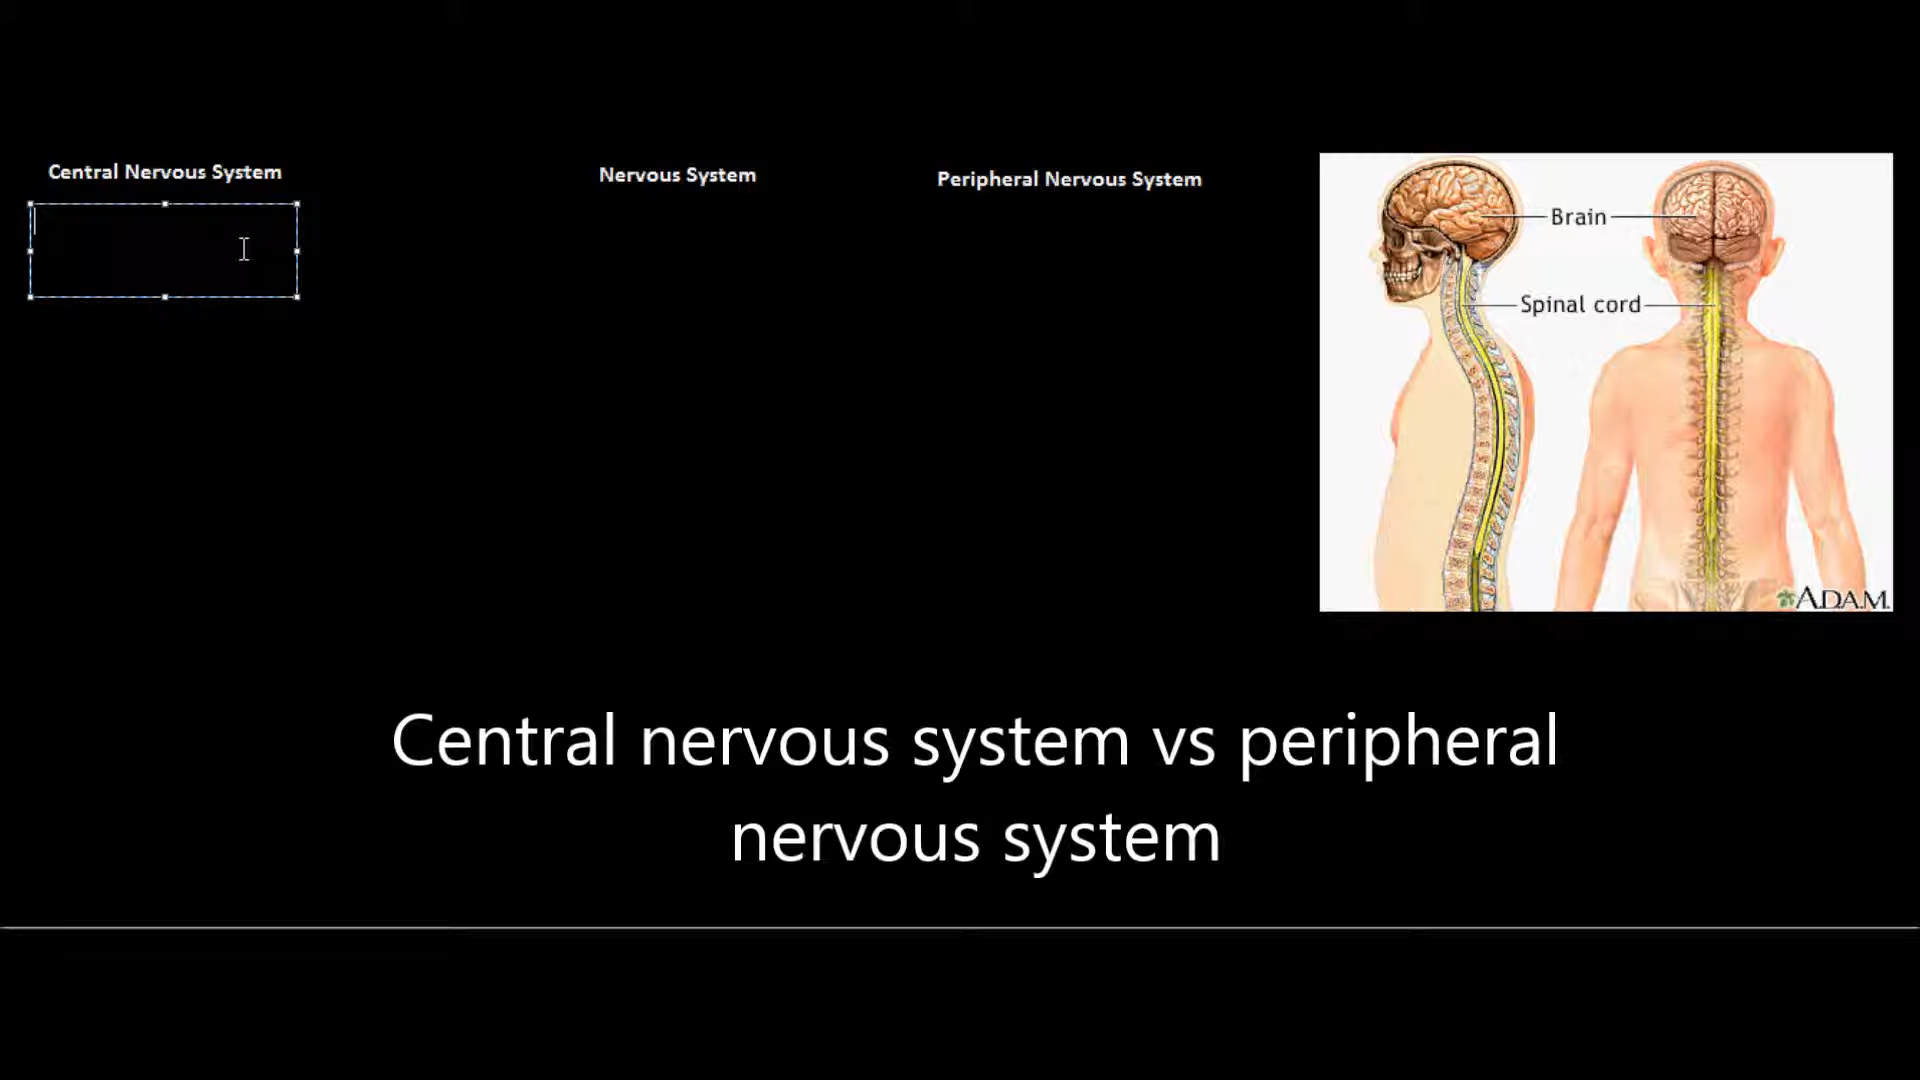 Central Nervous System
Nervous System
Peripheral Nervous System
Brain
Spinal cord
A.D.A.M.
Central nervous system vs peripheral
nervous system